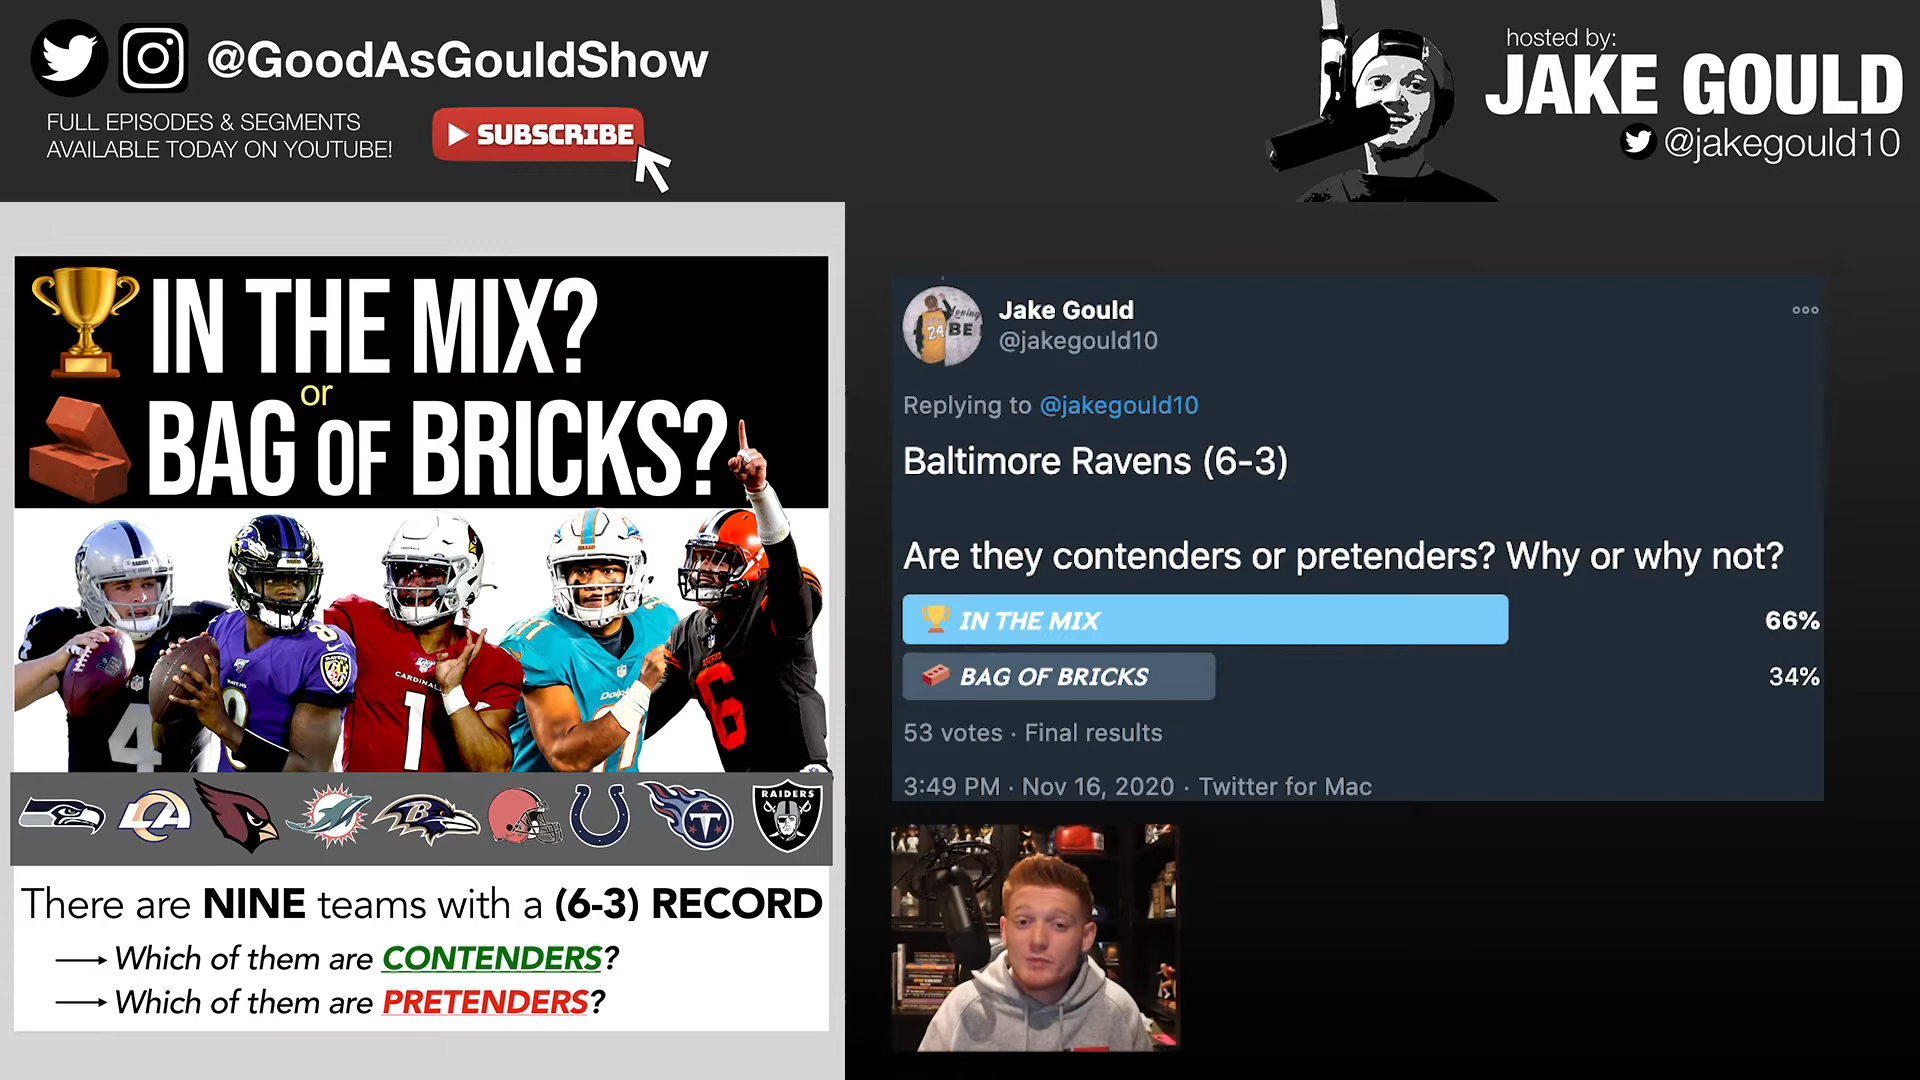 @GoodAsGouldShow
FULL EPISODES & SEGMENTS
AVAILABLE TODAY ON YOUTUBE!
SUBSCRIBE
hosted by:
JAKE GOULD
@jakegould10
IN THE MIX?
or
BAG OF BRICKS?
RAIDERS
There are NINE teams with a (6-3) RECORD
Which of them are CONTENDERS?
Which of them are PRETENDERS?
Jake Gould
@jakegould10
Replying to @jakegould10
Baltimore Ravens (6-3)
Are they contenders or pretenders? Why or why not?
IN THE MIX 66%
BAG OF BRICKS 34%
53 votes · Final results
3:49 PM · Nov 16, 2020 · Twitter for Mac